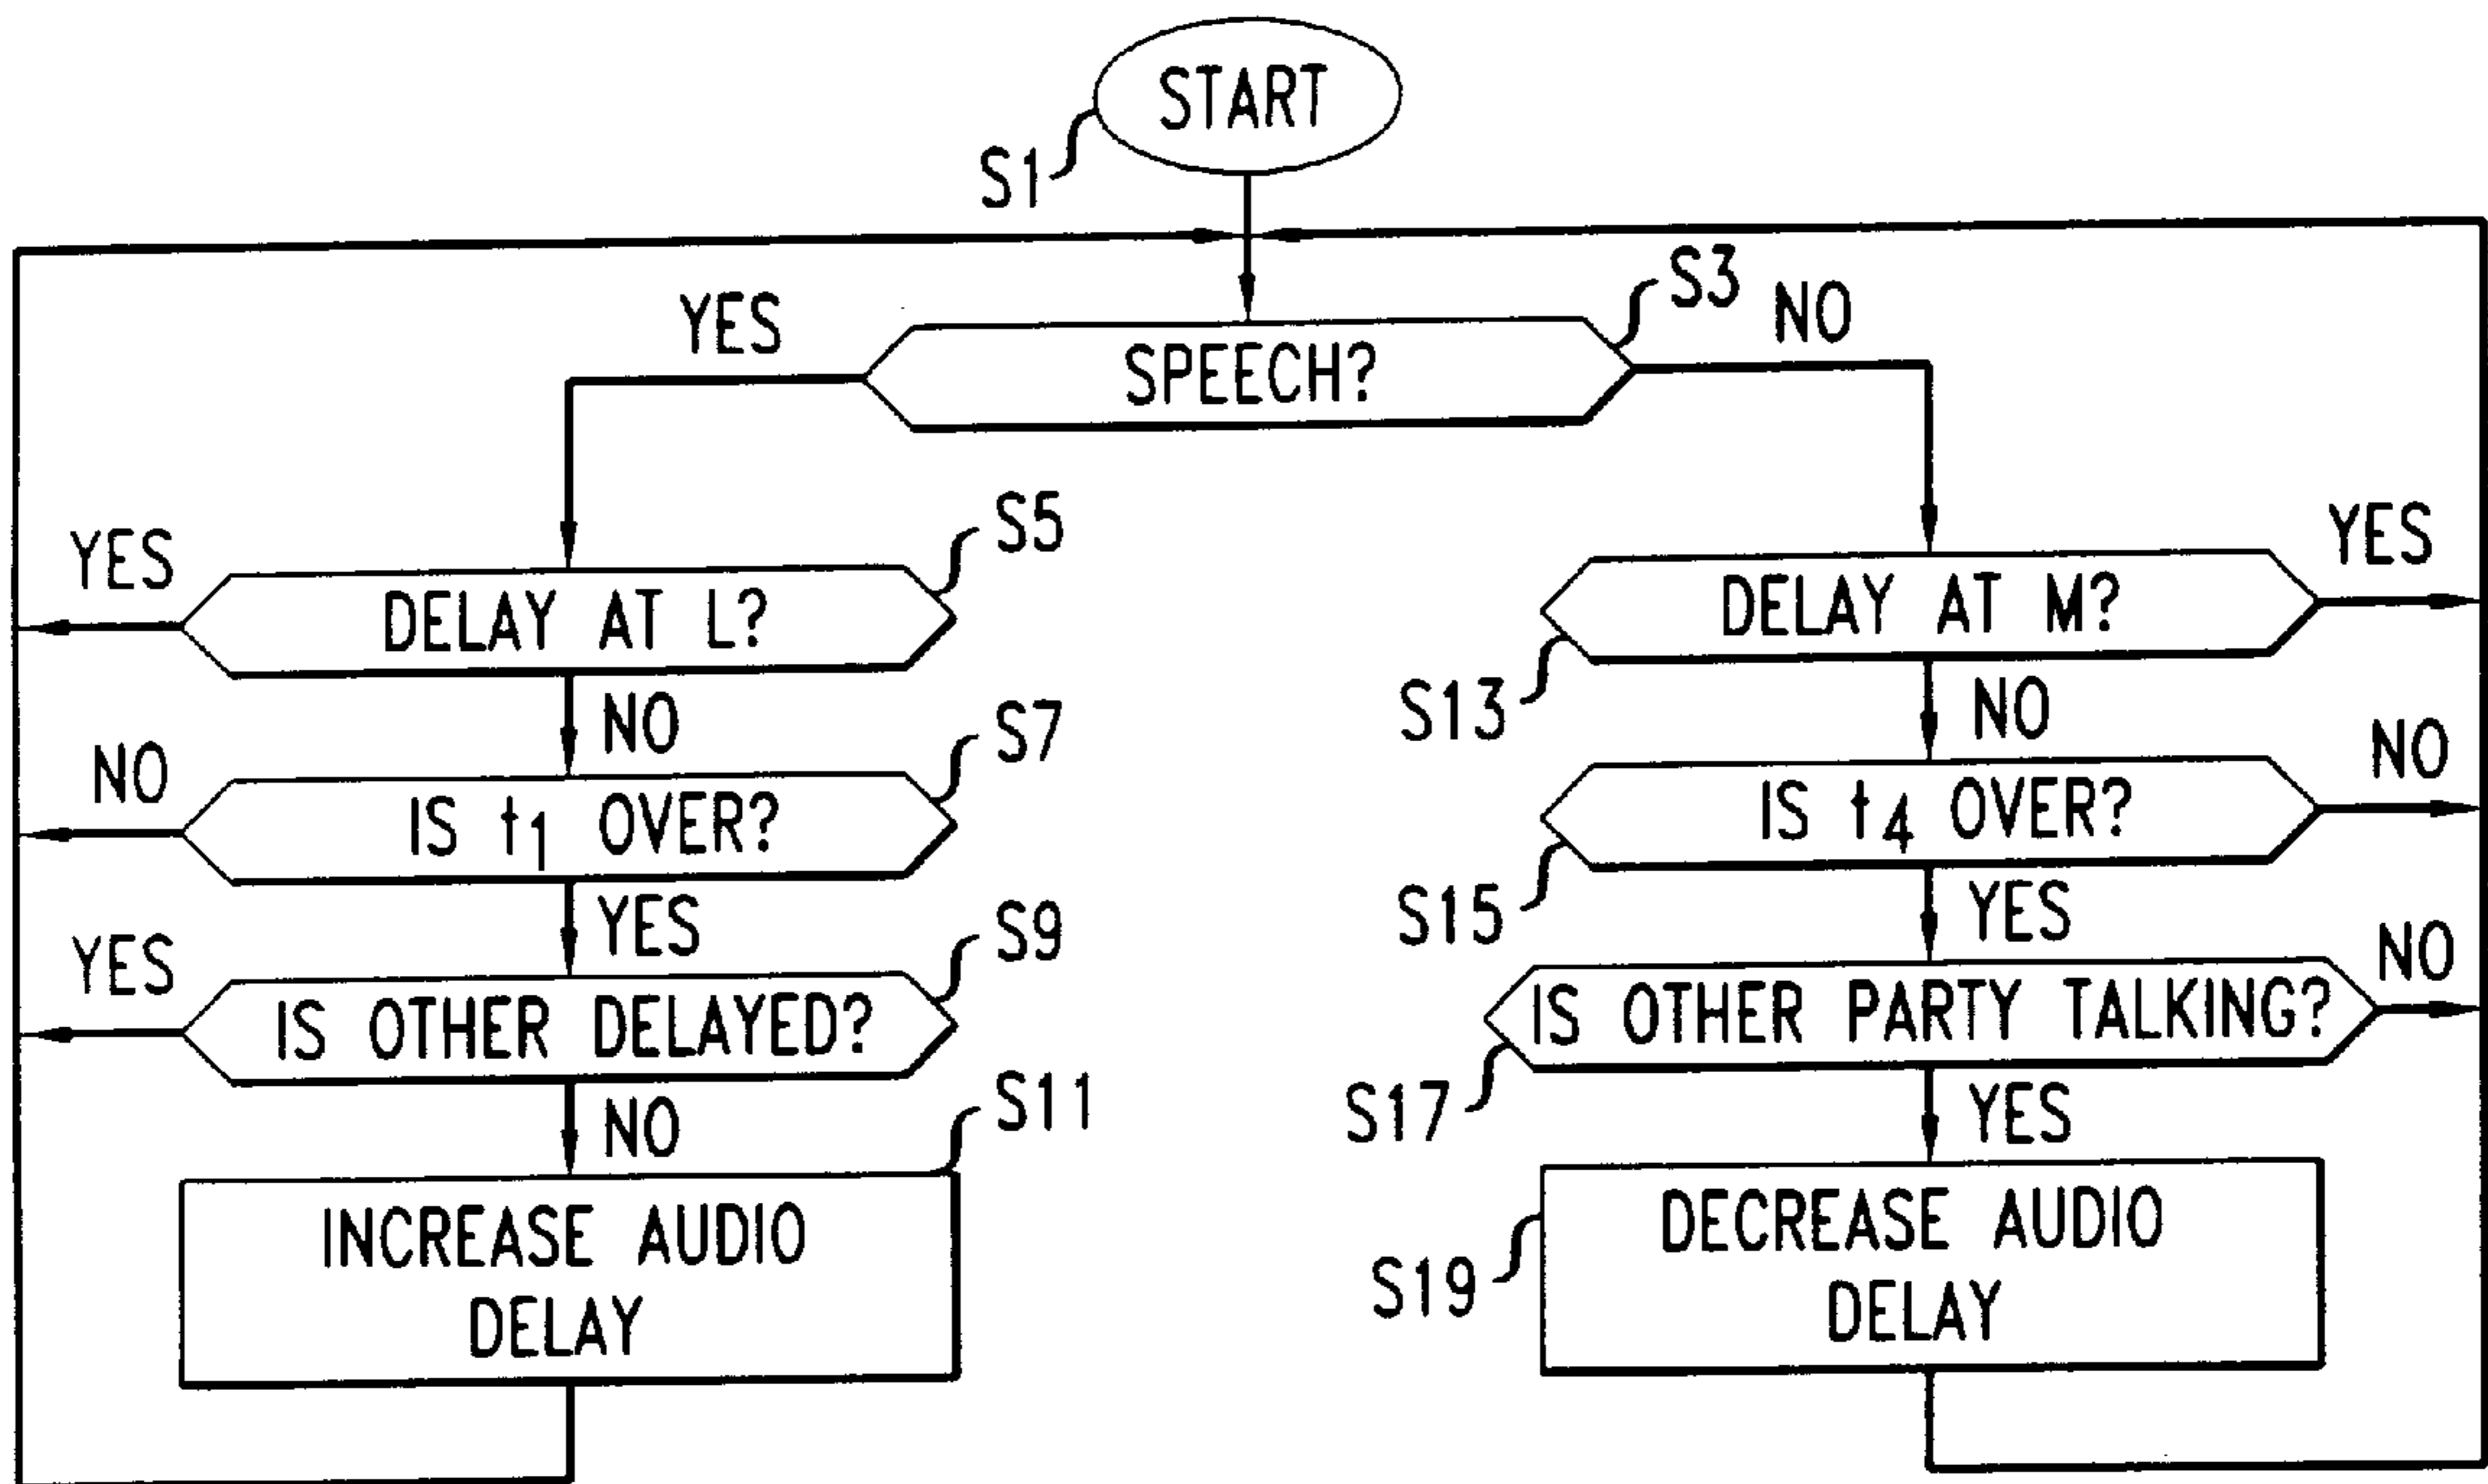 START
S1
S3
YES
NO
SPEECH?
S5
YES
YES
DELAY AT L?
DELAY AT M?
S13
NO
NO
S7
NO
NO
IS t1 OVER?
IS t4 OVER?
S15
YES
YES
S9
YES
NO
IS OTHER DELAYED?
IS OTHER PARTY TALKING?
S17
NO
YES
S11
INCREASE AUDIO
DELAY
DECREASE AUDIO
DELAY
S19